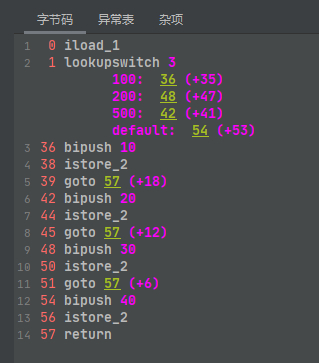 字节码 异常表 杂项
1 0 iload_1
2 1 lookupswitch 3
100: 36 (+35)
200: 48 (+47)
500: 42 (+41)
default: 54 (+53)
3 36 bipush 10
4 38 istore_2
5 39 goto 57 (+18)
6 42 bipush 20
7 44 istore_2
8 45 goto 57 (+12)
9 48 bipush 30
10 50 istore_2
11 51 goto 57 (+6)
12 54 bipush 40
13 56 istore_2
14 57 return